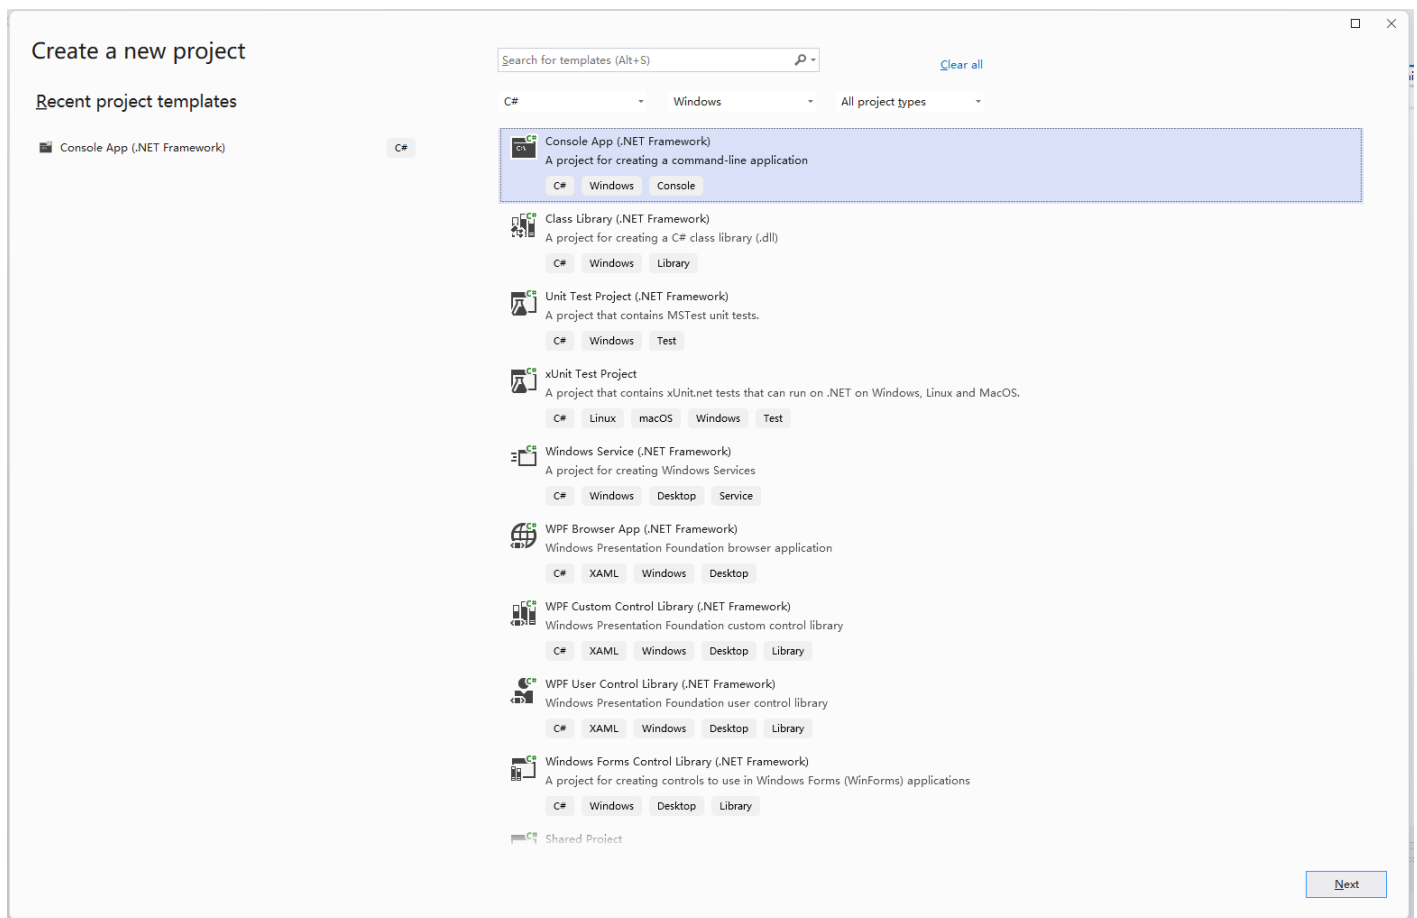 Create a new project
Recent project templates
Console App (.NET Framework) C#
Search for templates (Alt+S)
Clear all
C# Windows All project types
Console App (.NET Framework)
A project for creating a command-line application
C# Windows Console
Class Library (.NET Framework)
A project for creating a C# class library (.dll)
C# Windows Library
Unit Test Project (.NET Framework)
A project that contains MSTest unit tests.
C# Windows Test
xUnit Test Project
A project that contains xUnit.net tests that can run on .NET on Windows, Linux and MacOS.
C# Linux macOS Windows Test
Windows Service (.NET Framework)
A project for creating Windows Services
C# Windows Desktop Service
WPF Browser App (.NET Framework)
Windows Presentation Foundation browser application
C# XAML Windows Desktop
WPF Custom Control Library (.NET Framework)
Windows Presentation Foundation custom control library
C# XAML Windows Desktop Library
WPF User Control Library (.NET Framework)
Windows Presentation Foundation user control library
C# XAML Windows Desktop Library
Windows Forms Control Library (.NET Framework)
A project for creating controls to use in Windows Forms (WinForms) applications
C# Windows Desktop Library
Shared Project
Next